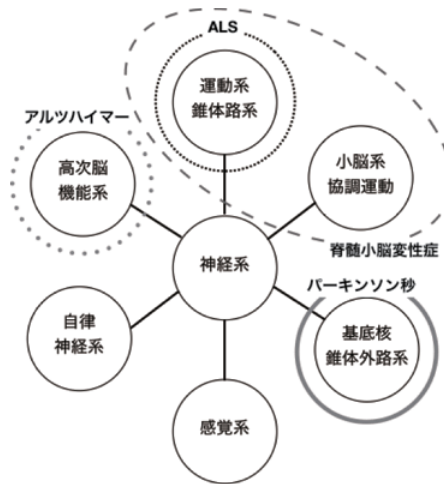 ALS
運動系
錐体路系
アルツハイマー
高次脳
機能系
小脳系
協調運動
脊髄小脳変性症
神経系
パーキンソン秒
自律
神経系
基底核
錐体外路系
感覚系